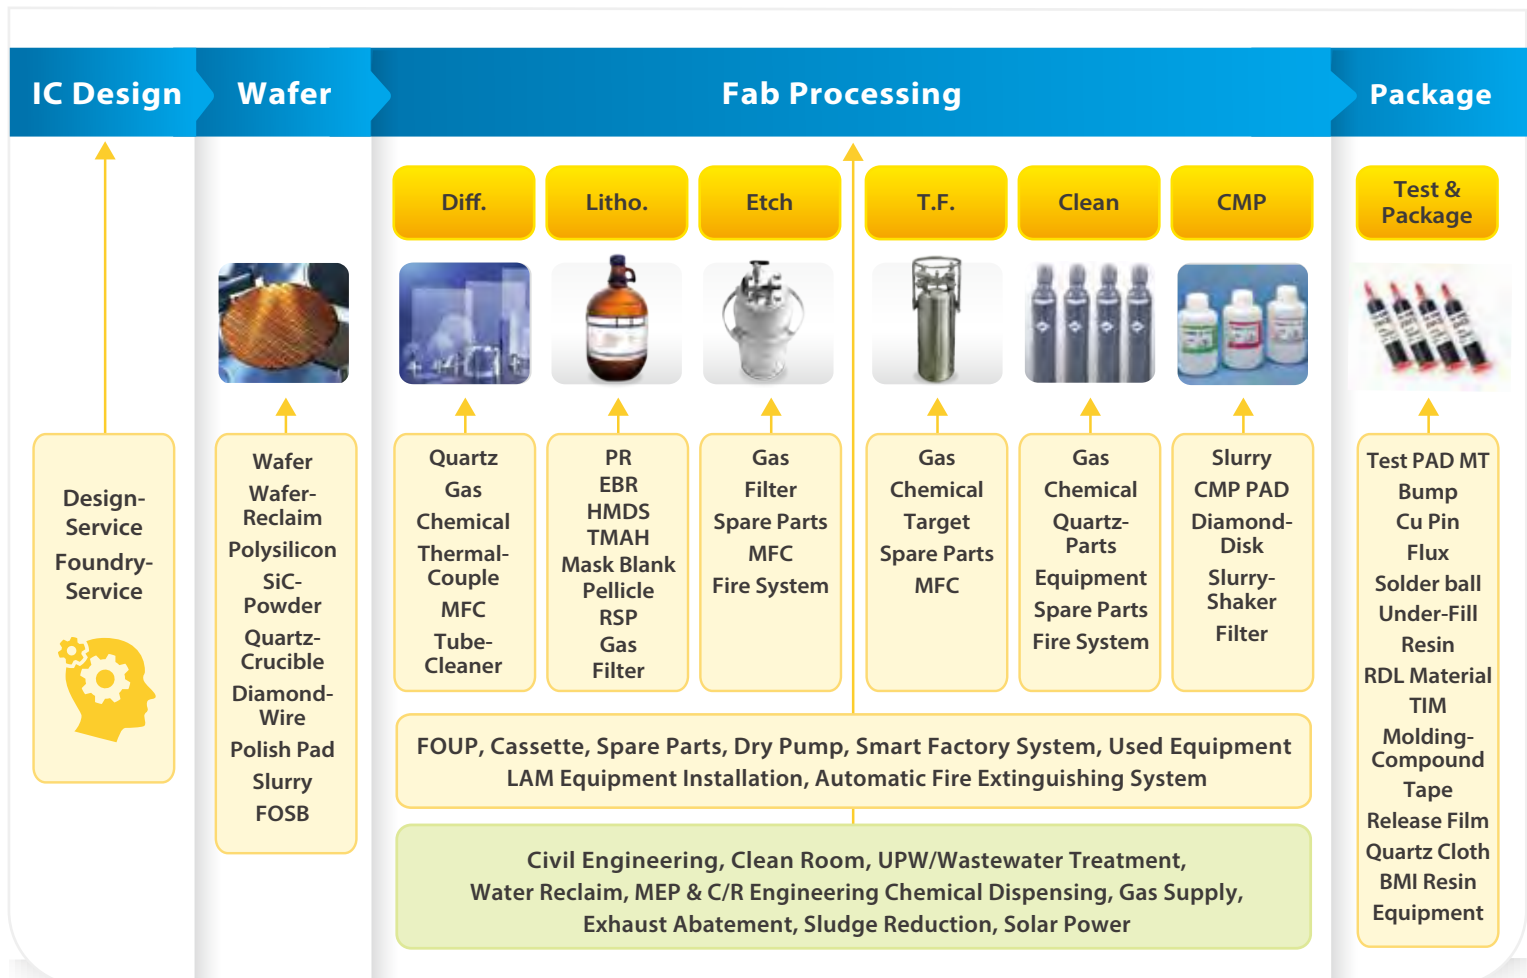 IC Design
Wafer
Fab Processing
Package
Diff.
Litho.
Etch
T.F.
Clean
CMP
Test &
Package
Design-
Service
Foundry-
Service
Wafer
Wafer-
Reclaim
Polysilicon
SiC-
Powder
Quartz-
Crucible
Diamond-
Wire
Polish Pad
Slurry
FOSB
Quartz
Gas
Chemical
Thermal-
Couple
MFC
Tube-
Cleaner
PR
EBR
HMDS
TMAH
Mask Blank
Pellicle
RSP
Gas
Filter
Gas
Filter
Spare Parts
MFC
Fire System
Gas
Chemical
Target
Spare Parts
MFC
Gas
Chemical
Quartz-
Parts
Equipment
Spare Parts
Fire System
Slurry
CMP PAD
Diamond-
Disk
Slurry-
Shaker
Filter
Test PAD MT
Bump
Cu Pin
Flux
Solder ball
Under-Fill
Resin
RDL Material
TIM
Molding-
Compound
Tape
Release Film
Quartz Cloth
BMI Resin
Equipment
FOUP, Cassette, Spare Parts, Dry Pump, Smart Factory System, Used Equipment
LAM Equipment Installation, Automatic Fire Extinguishing System
Civil Engineering, Clean Room, UPW/Wastewater Treatment,
Water Reclaim, MEP & C/R Engineering Chemical Dispensing, Gas Supply,
Exhaust Abatement, Sludge Reduction, Solar Power